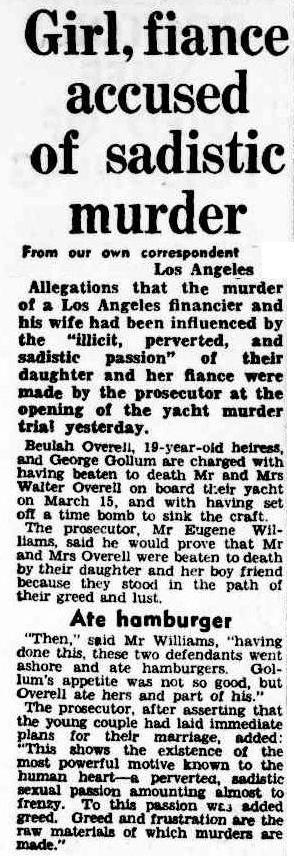 Girl, fiance
accused
of sadistic
murder
From our own correspondent
Los Angeles
Allegations that the murder
of a Los Angeles financier and
his wife had been influenced by
the "illicit, perverted, and
sadistic passion" of their
daughter and her fiance were
made by the prosecutor at the
opening of the yacht murder
trial yesterday.
Beulah Overell, 19-year-old heiress,
and George Gollum are charged with
having beaten to death Mr and Mrs
Walter Overell on board their yacht
on March 15, and with having set
off a time bomb to sink the craft.
The prosecutor, Mr Eugene Wil-
liams, said he would prove that Mr
and Mrs Overell were beaten to death
by their daughter and her boy friend
because they stood in the path of
their greed and lust.
Ate hamburger
"Then," said Mr Williams, "having
done this, these two defendants went
ashore and ate hamburgers. Gol-
lum's appetite was not so good, but
Overell ate hers and part of his."
The prosecutor, after asserting that
the young couple had laid immediate
plans for their marriage, added:
"This shows the existence of the
most powerful motive known to the
human heart—a perverted, sadistic
sexual passion amounting almost to
frenzy. To this passion was added
greed. Greed and frustration are the
raw materials of which murders are
made."